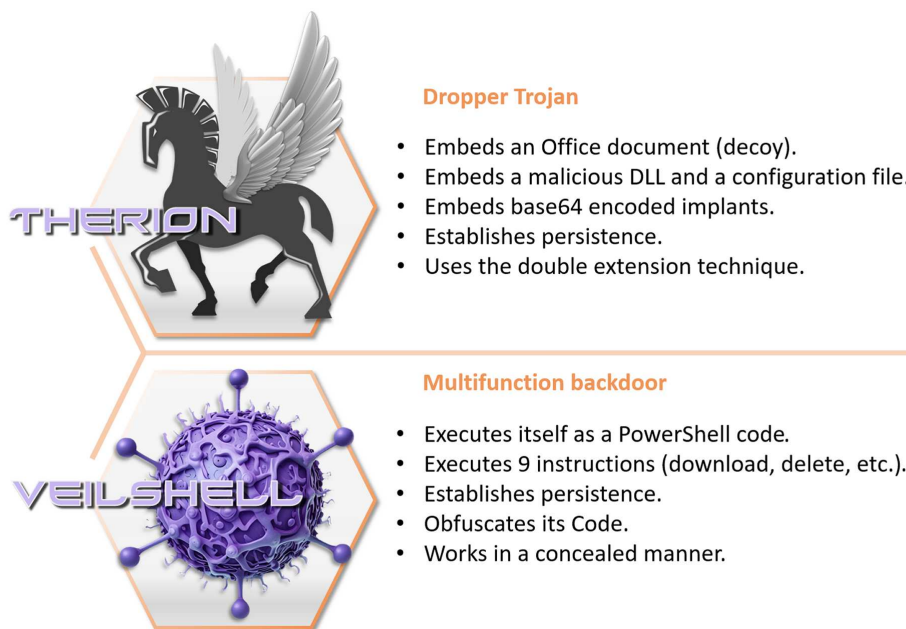 Dropper Trojan
• Embeds an Office document (decoy).
• Embeds a malicious DLL and a configuration file.
• Embeds base64 encoded implants.
• Establishes persistence.
• Uses the double extension technique.
THERION
Multifunction backdoor
• Executes itself as a PowerShell code.
• Executes 9 instructions (download, delete, etc.).
• Establishes persistence.
• Obfuscates its Code.
• Works in a concealed manner.
VEILSHELL